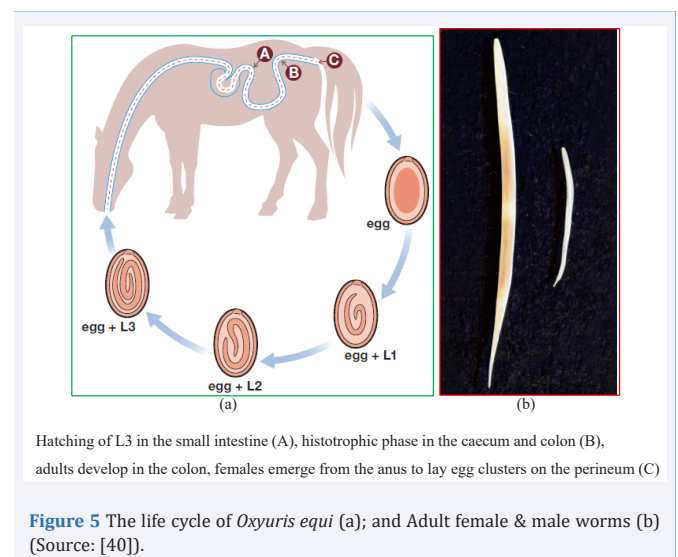 A
B
C
egg
egg + L1
egg + L2
egg + L3
(a)
(b)
Hatching of L3 in the small intestine (A), histotrophic phase in the caecum and colon (B),
adults develop in the colon, females emerge from the anus to lay egg clusters on the perineum (C)
Figure 5 The life cycle of Oxyuris equi (a); and Adult female & male worms (b)
(Source: [40]).